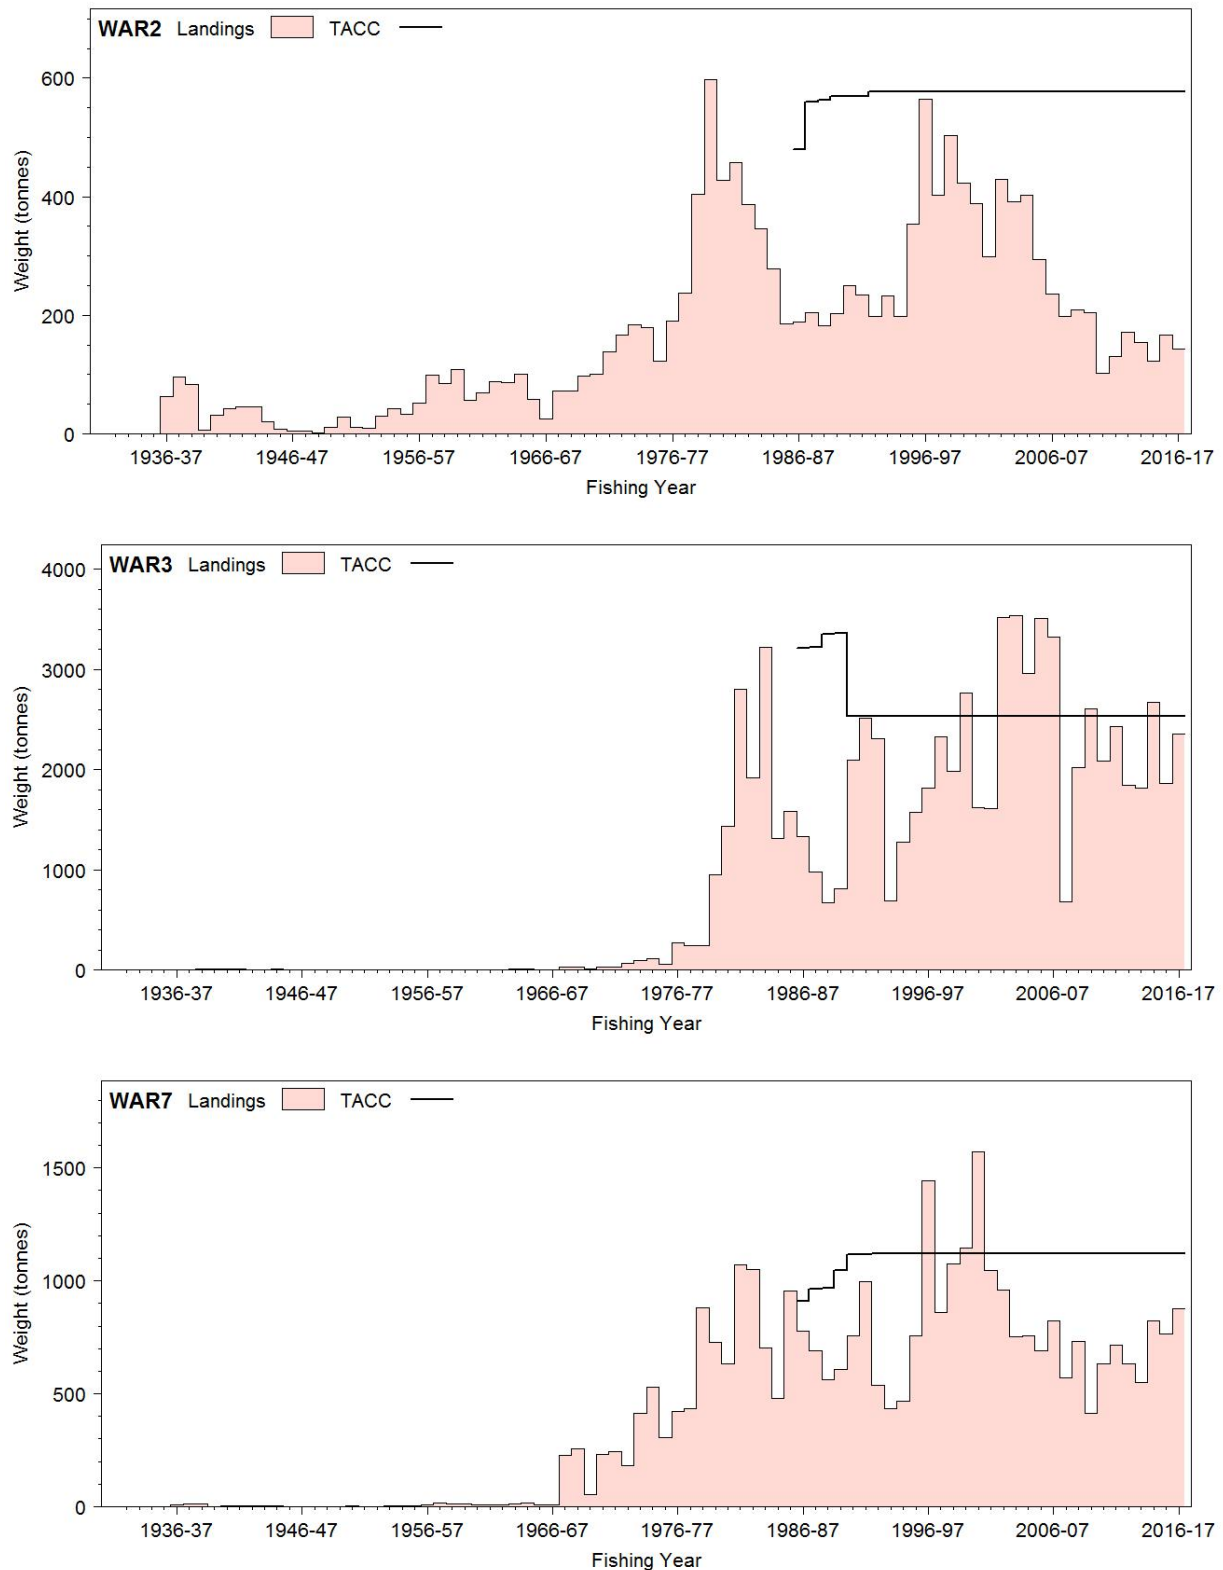 WAR2 Landings TACC
600
400
200
0
Weight (tonnes)
1936-37 1946-47 1956-57 1966-67 1976-77 1986-87 1996-97 2006-07 2016-17
Fishing Year
WAR3 Landings TACC
4000
3000
2000
1000
0
Weight (tonnes)
1936-37 1946-47 1956-57 1966-67 1976-77 1986-87 1996-97 2006-07 2016-17
Fishing Year
WAR7 Landings TACC
1500
1000
500
0
Weight (tonnes)
1936-37 1946-47 1956-57 1966-67 1976-77 1986-87 1996-97 2006-07 2016-17
Fishing Year